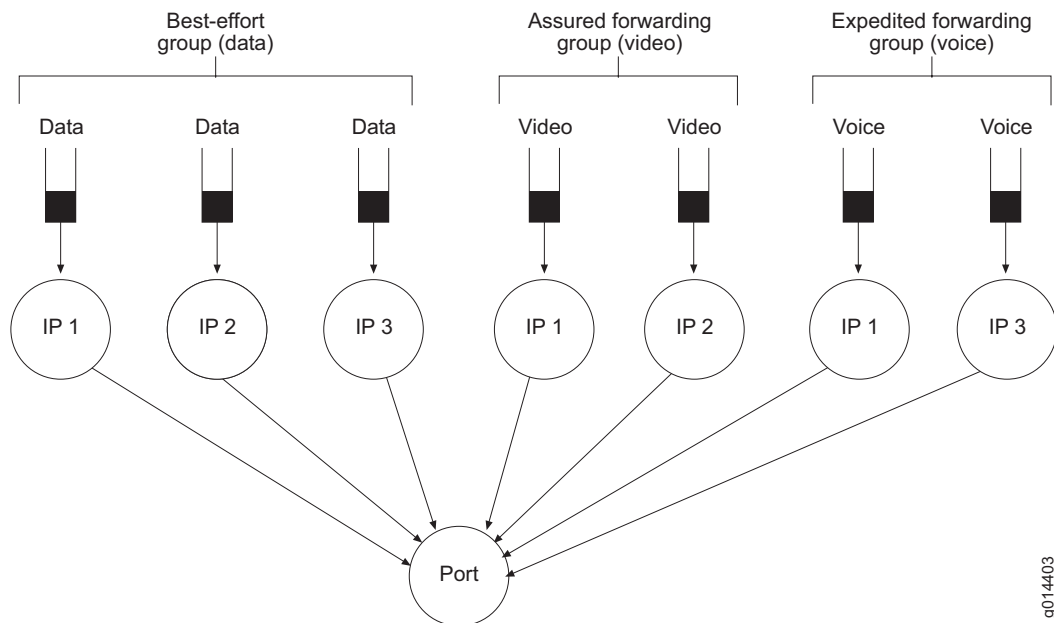 Best-effort
group (data)
Assured forwarding
group (video)
Expedited forwarding
group (voice)
Data
Data
Data
Video
Video
Voice
Voice
IP 1
IP 2
IP 3
IP 1
IP 2
IP 1
IP 3
Port
g014403